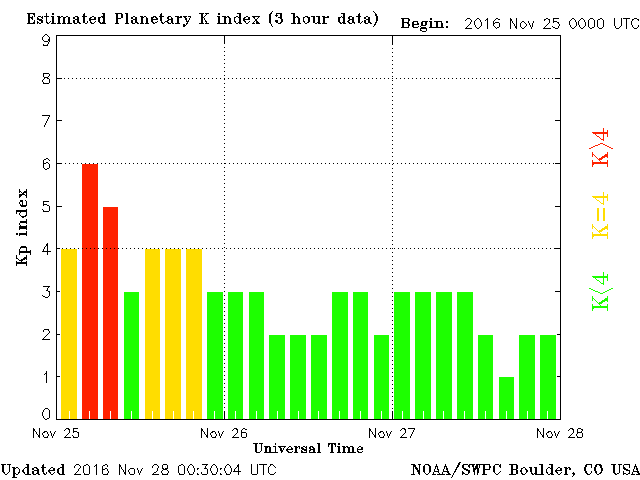 Estimated Planetary K index (3 hour data)
Begin: 2016 Nov 25 0000 UTC
9
8
7
6
5
4
3
2
1
0
Kp index
K>4
K=4
K<4
Nov 25
Nov 26
Nov 27
Nov 28
Universal Time
Updated 2016 Nov 28 00:30:04 UTC
NOAA/SWPC Boulder, CO USA